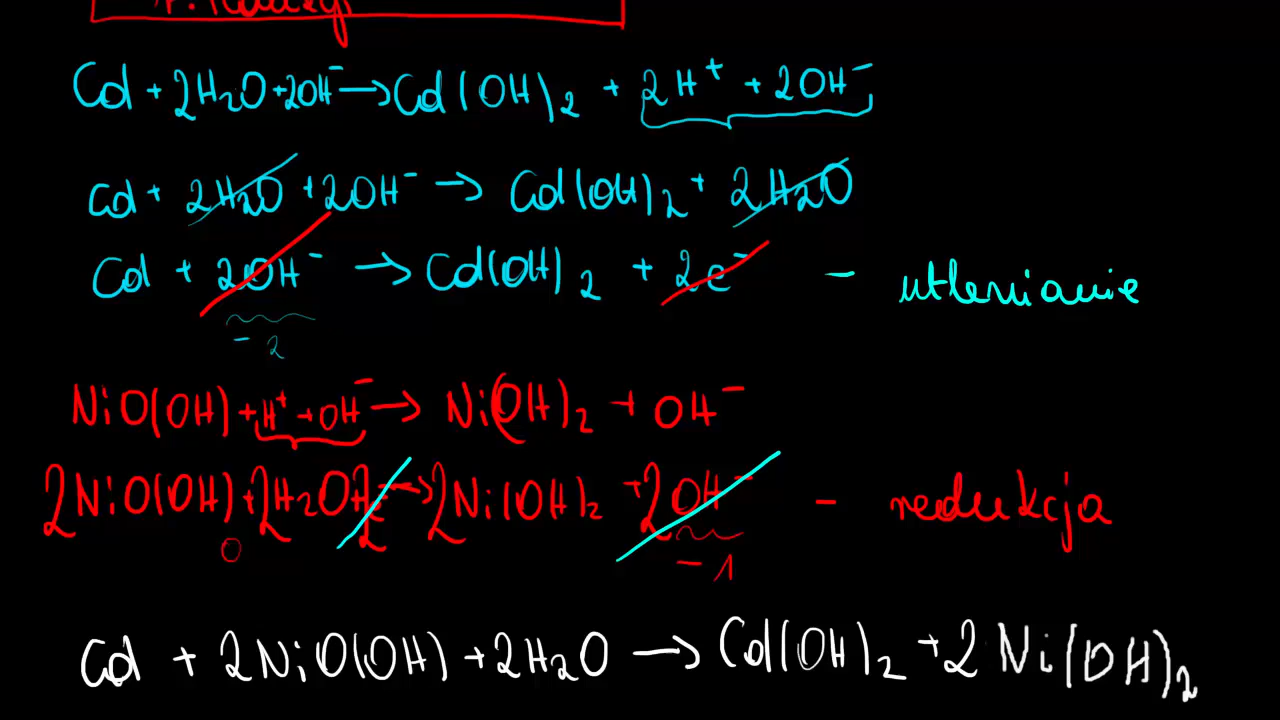 Cd + 2H₂O + 2OH⁻ → Cd(OH)₂ + 2H⁺ + 2OH⁻
Cd + 2H₂O + 2OH⁻ → Cd(OH)₂ + 2H₂O
Cd + 2OH⁻ → Cd(OH)₂ + 2e⁻ - utlenianie
-2
NiO(OH) + H⁺ + OH⁻ → Ni(OH)₂ + OH⁻
2NiO(OH) + 2H₂O + 2e⁻ → 2Ni(OH)₂ + 2OH⁻ - redukcja
0 -1
Cd + 2NiO(OH) + 2H₂O → Cd(OH)₂ + 2Ni(OH)₂